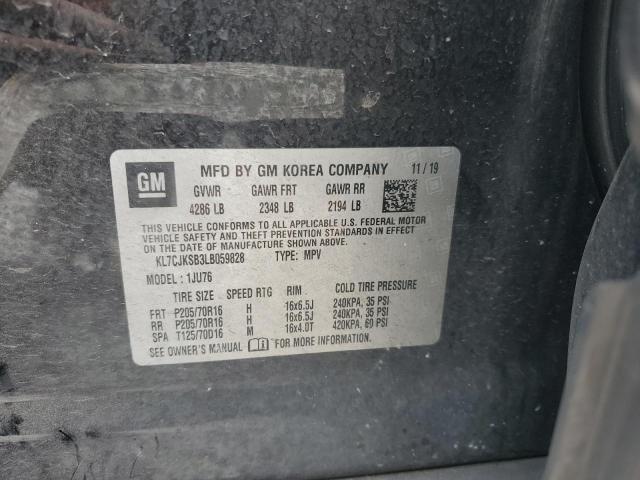 GM MFD BY GM KOREA COMPANY 11 / 19
GVWR GAWR FRT GAWR RR
4286 LB 2348 LB 2194 LB
THIS VEHICLE CONFORMS TO ALL APPLICABLE U.S. FEDERAL MOTOR
VEHICLE SAFETY AND THEFT PREVENTION STANDARDS IN EFFECT
ON THE DATE OF MANUFACTURE SHOWN ABOVE.
KL7CJKSB3LB059828 TYPE: MPV
MODEL : 1JU76
TIRE SIZE SPEED RTG RIM COLD TIRE PRESSURE
FRT P205/70R16 H 16x6.5J 240KPA, 35 PSI
RR P205/70R16 H 16x6.5J 240KPA, 35 PSI
SPA T125/70D16 M 16x4.0T 420KPA, 60 PSI
SEE OWNER'S MANUAL FOR MORE INFORMATION.